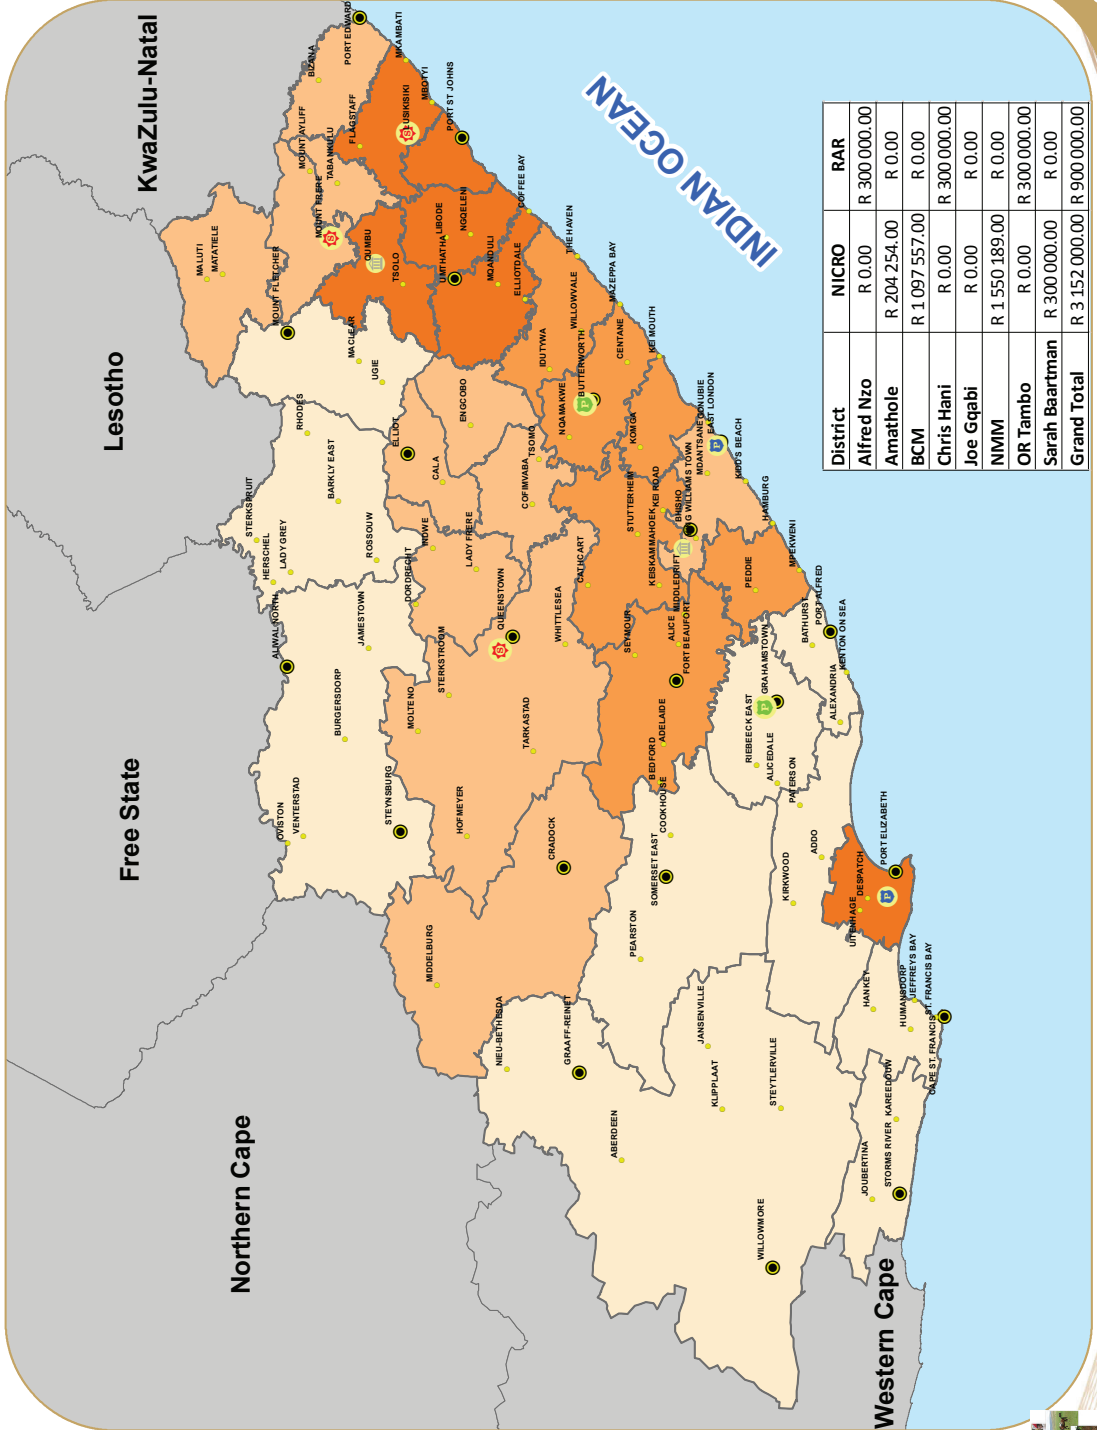 KwaZulu-Natal
Lesotho
Free State
Northern Cape
Western Cape
INDIAN OCEAN
PORT EDWARD
BIZANA
MKAMBATI
MOUNT AYLIFF
FLAGSTAFF
LUSIKISIKI
MBOTYI
TABANKULU
PORT ST JOHNS
MOUNT FRERE
MALUTI
MATATIELE
QUMBU
MOUNT FLETCHER
TSOLO
LIBODE
NGQELENI
UMTHATHA
COFFEE BAY
MQANDULI
ELLIOTDALE
THE HAVEN
MACLEAR
UGIE
WILLOWVALE
MAZEPPA BAY
IDUTYWA
BUTTERWORTH
CENTANE
KEI MOUTH
RHODES
ENGCOBO
NQAMAKWE
ELLIOT
CALA
TSOMO
COFIMVABA
KOMGA
GONUBIE
EAST LONDON
MDANTSANE
KIDD'S BEACH
BARKLY EAST
STERKSPRUIT
HERSCHEL
LADY GREY
ROSSOUW
INDWE
LADY FRERE
DORDRECHT
STUTTERHEIM
KEI ROAD
BHISHO
KING WILLIAM S TOWN
KEISKAMMAHOEK
HAMBURG
CATHCART
MIDDLEDRIFT
PEDDIE
MPEKWENI
ALIWAL NORTH
JAMESTOWN
QUEENSTOWN
WHITTLESEA
SEYMOUR
ALICE
FORT BEAUFORT
BATHURST
PORT ALFRED
KENTON ON SEA
STERKSTROOM
MOLTENO
BURGERSDORP
TARKASTAD
ADELAIDE
BEDFORD
GRAHAMSTOWN
RIEBEECK EAST
ALICEDALE
ALEXANDRIA
PATERSON
STEYNSBURG
VENTERSTAD
OVISTON
HOFMEYER
CRADOCK
COOKHOUSE
SOMERSET EAST
ADDO
KIRKWOOD
PORT ELIZABETH
DESPATCH
UITENHAGE
PEARSTON
MIDDELBURG
NIEU-BETHESDA
GRAAFF-REINET
JANSENVILLE
KLIPPLAAT
STEYTLERVILLE
HANKEY
HUMANSDORP
JEFFREYS BAY
ST. FRANCIS BAY
CAPE ST. FRANCIS
KAREEDOUW
STORMS RIVER
JOUBERTINA
ABERDEEN
WILLOWMORE
District NICRO RAR
Alfred Nzo R 0.00 R 300 000.00
Amathole R 204 254.00 R 0.00
BCM R 1 097 557.00 R 0.00
Chris Hani R 0.00 R 300 000.00
Joe Gqabi R 0.00 R 0.00
NMM R 1 550 189.00 R 0.00
OR Tambo R 0.00 R 300 000.00
Sarah Baartman R 300 000.00 R 0.00
Grand Total R 3 152 000.00 R 900 000.00